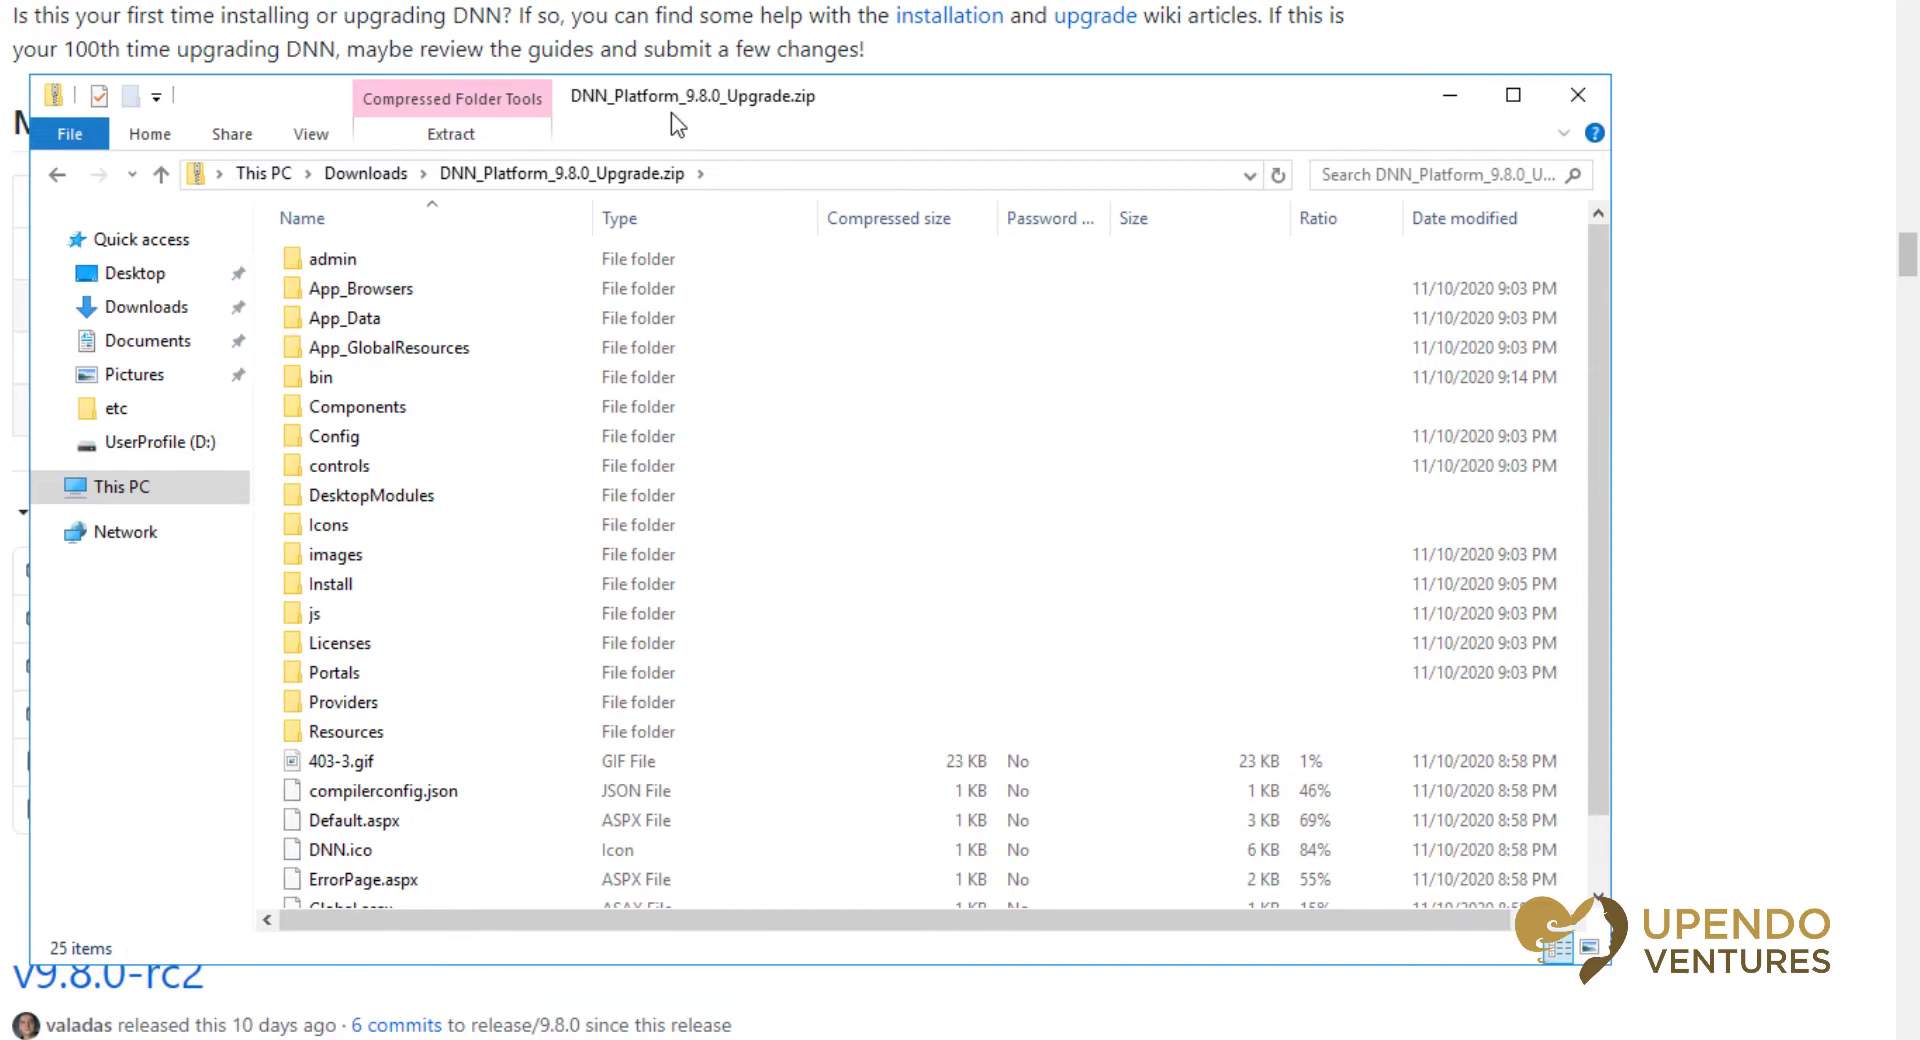 Is this your first time installing or upgrading DNN? If so, you can find some help with the installation and upgrade wiki articles. If this is
your 100th time upgrading DNN, maybe review the guides and submit a few changes!
Compressed Folder Tools DNN_Platform_9.8.0_Upgrade.zip
File Home Share View Extract
This PC Downloads DNN_Platform_9.8.0_Upgrade.zip Search DNN_Platform_9.8.0_U...
Name Type Compressed size Password ... Size Ratio Date modified
Quick access
Desktop
Downloads
Documents
Pictures
etc
UserProfile (D:)
This PC
Network
admin File folder
App_Browsers File folder 11/10/2020 9:03 PM
App_Data File folder 11/10/2020 9:03 PM
App_GlobalResources File folder 11/10/2020 9:03 PM
bin File folder 11/10/2020 9:14 PM
Components File folder
Config File folder 11/10/2020 9:03 PM
controls File folder 11/10/2020 9:03 PM
DesktopModules File folder
Icons File folder
images File folder 11/10/2020 9:03 PM
Install File folder 11/10/2020 9:05 PM
js File folder 11/10/2020 9:03 PM
Licenses File folder 11/10/2020 9:03 PM
Portals File folder 11/10/2020 9:03 PM
Providers File folder
Resources File folder
403-3.gif GIF File 23 KB No 23 KB 1% 11/10/2020 8:58 PM
compilerconfig.json JSON File 1 KB No 1 KB 46% 11/10/2020 8:58 PM
Default.aspx ASPX File 1 KB No 3 KB 69% 11/10/2020 8:58 PM
DNN.ico Icon 1 KB No 6 KB 84% 11/10/2020 8:58 PM
ErrorPage.aspx ASPX File 1 KB No 2 KB 55% 11/10/2020 8:58 PM
25 items
UPENDO
VENTURES
v9.8.0-rc2
valadas released this 10 days ago · 6 commits to release/9.8.0 since this release